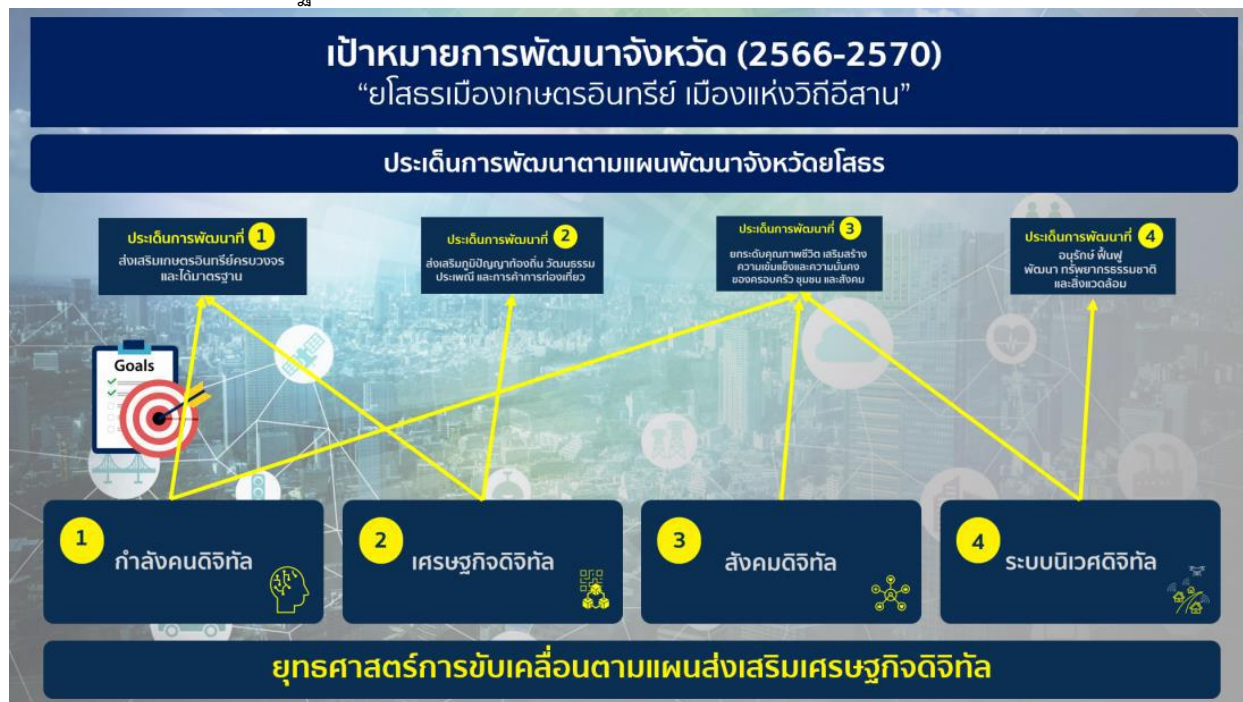 เป้าหมายการพัฒนาจังหวัด (2566-2570)
“ยโสธรเมืองเกษตรอินทรีย์ เมืองแห่งวิถีอีสาน”
ประเด็นการพัฒนาตามแผนพัฒนาจังหวัดยโสธร
ประเด็นการพัฒนาที่ 1
ส่งเสริมเกษตรอินทรีย์ครบวงจร
และได้มาตรฐาน
ประเด็นการพัฒนาที่ 2
ส่งเสริมภูมิปัญญาท้องถิ่น วัฒนธรรม
ประเพณี และการค้าการท่องเที่ยว
ประเด็นการพัฒนาที่ 3
ยกระดับคุณภาพชีวิต เสริมสร้าง
ความเข้มแข็งและความมั่นคง
ของครอบครัว ชุมชน และสังคม
ประเด็นการพัฒนาที่ 4
อนุรักษ์ ฟื้นฟู
พัฒนา ทรัพยากรธรรมชาติ
และสิ่งแวดล้อม
Goals
1 กำลังคนดิจิทัล
2 เศรษฐกิจดิจิทัล
3 สังคมดิจิทัล
4 ระบบนิเวศดิจิทัล
ยุทธศาสตร์การขับเคลื่อนตามแผนส่งเสริมเศรษฐกิจดิจิทัล